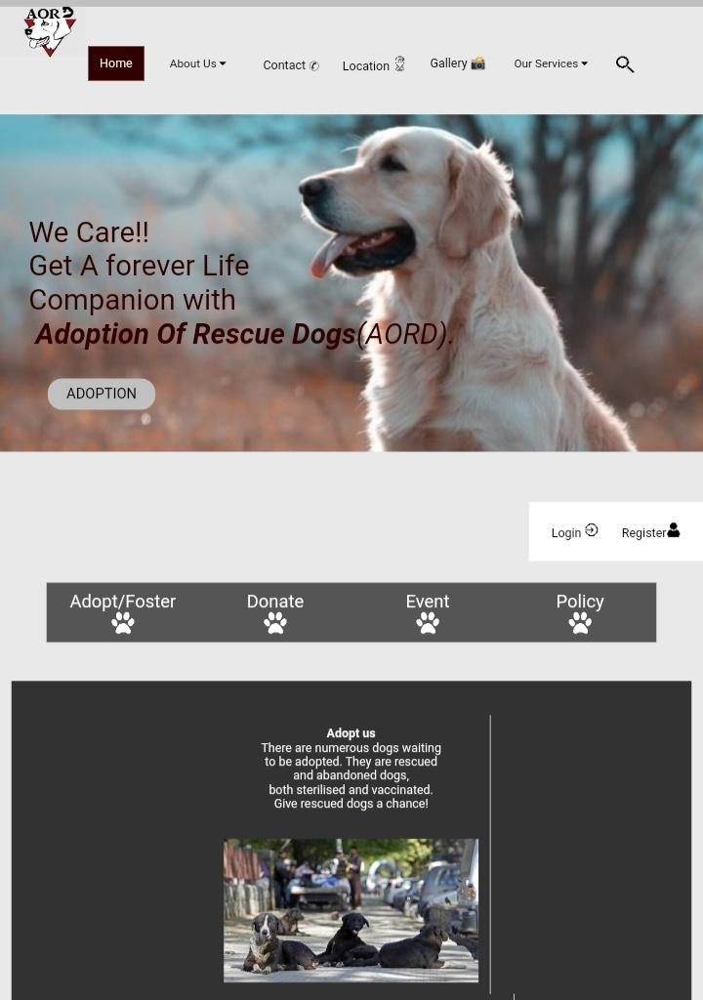 AORD
Home
About Us
Contact
Location
Gallery
Our Services
We Care!!
Get A forever Life
Companion with
Adoption Of Rescue Dogs(AORD).
ADOPTION
Login
Register
Adopt/Foster
Donate
Event
Policy
Adopt us
There are numerous dogs waiting
to be adopted. They are rescued
and abandoned dogs,
both sterilised and vaccinated.
Give rescued dogs a chance!